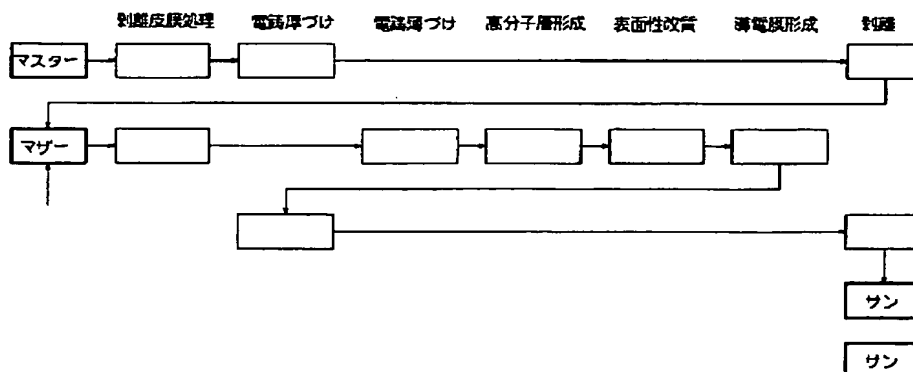 剥離皮膜処理 電鋳厚づけ 電鋳薄づけ 高分子層形成 表面性改質 導電膜形成 剥離
マスター
マザー
サン
サン